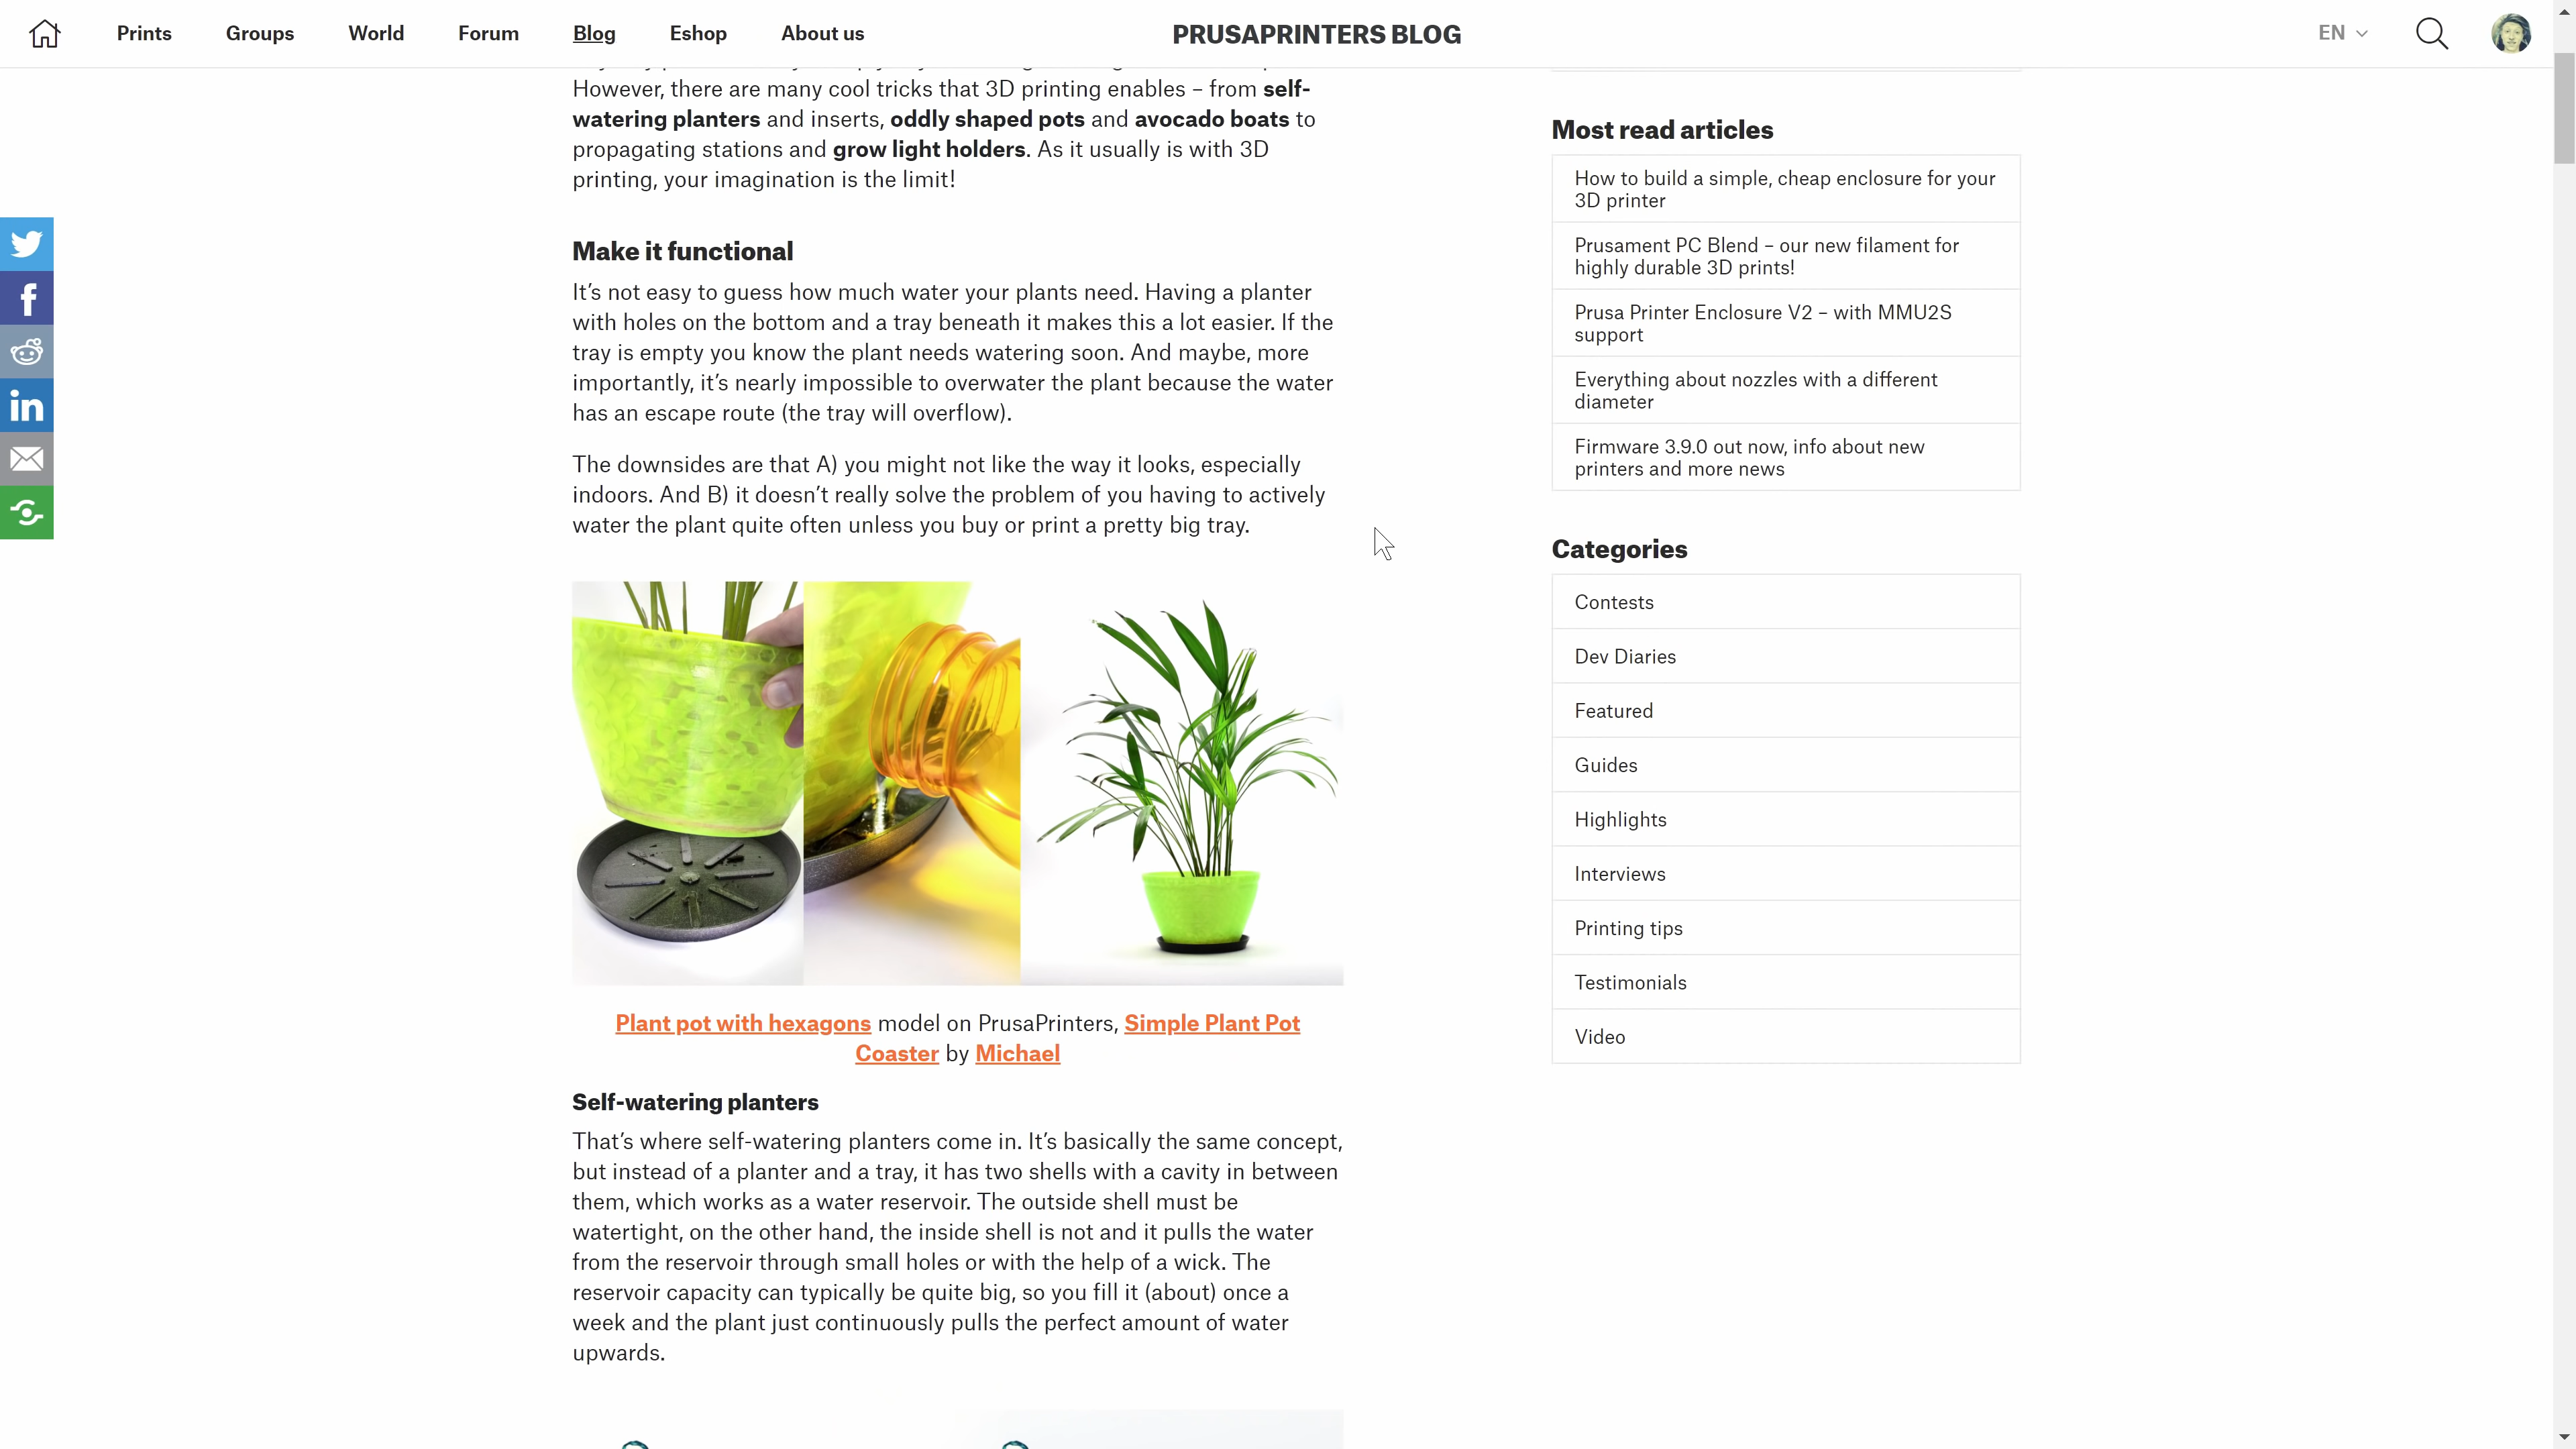 Prints Groups World Forum Blog Eshop About us PRUSAPRINTERS BLOG EN
However, there are many cool tricks that 3D printing enables – from self-
watering planters and inserts, oddly shaped pots and avocado boats to
propagating stations and grow light holders. As it usually is with 3D
printing, your imagination is the limit!
Make it functional
It’s not easy to guess how much water your plants need. Having a planter
with holes on the bottom and a tray beneath it makes this a lot easier. If the
tray is empty you know the plant needs watering soon. And maybe, more
importantly, it’s nearly impossible to overwater the plant because the water
has an escape route (the tray will overflow).
The downsides are that A) you might not like the way it looks, especially
indoors. And B) it doesn’t really solve the problem of you having to actively
water the plant quite often unless you buy or print a pretty big tray.
Plant pot with hexagons model on PrusaPrinters, Simple Plant Pot
Coaster by Michael
Self-watering planters
That’s where self-watering planters come in. It’s basically the same concept,
but instead of a planter and a tray, it has two shells with a cavity in between
them, which works as a water reservoir. The outside shell must be
watertight, on the other hand, the inside shell is not and it pulls the water
from the reservoir through small holes or with the help of a wick. The
reservoir capacity can typically be quite big, so you fill it (about) once a
week and the plant just continuously pulls the perfect amount of water
upwards.
Most read articles
How to build a simple, cheap enclosure for your
3D printer
Prusament PC Blend – our new filament for
highly durable 3D prints!
Prusa Printer Enclosure V2 – with MMU2S
support
Everything about nozzles with a different
diameter
Firmware 3.9.0 out now, info about new
printers and more news
Categories
Contests
Dev Diaries
Featured
Guides
Highlights
Interviews
Printing tips
Testimonials
Video